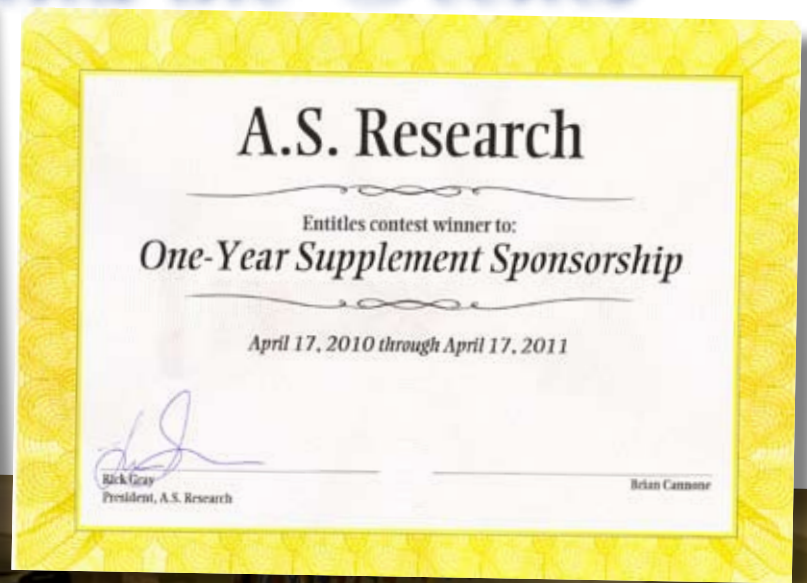 A.S. Research
Entitles contest winner to:
One-Year Supplement Sponsorship
April 17, 2010 through April 17, 2011
Rick Gray
President, A.S. Research
Brian Cannone